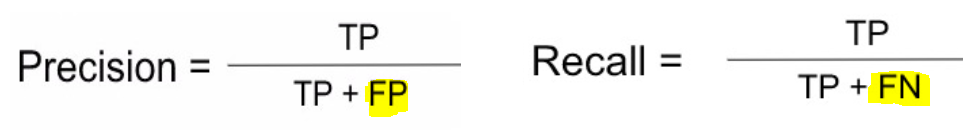 Precision = TP
TP + FP
Recall = TP
TP + FN